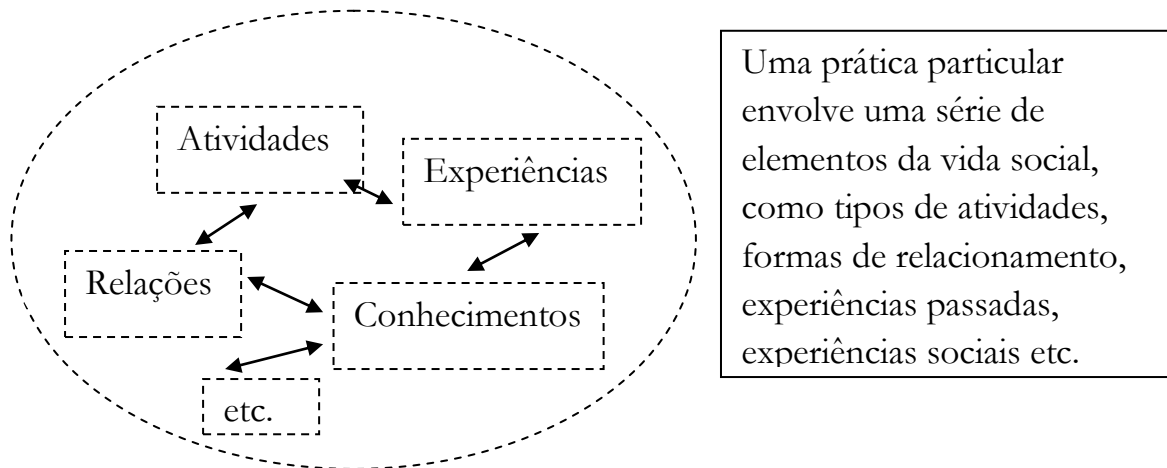 Atividades
Experiências
Relações
Conhecimentos
etc.
Uma prática particular
envolve uma série de
elementos da vida social,
como tipos de atividades,
formas de relacionamento,
experiências passadas,
experiências sociais etc.